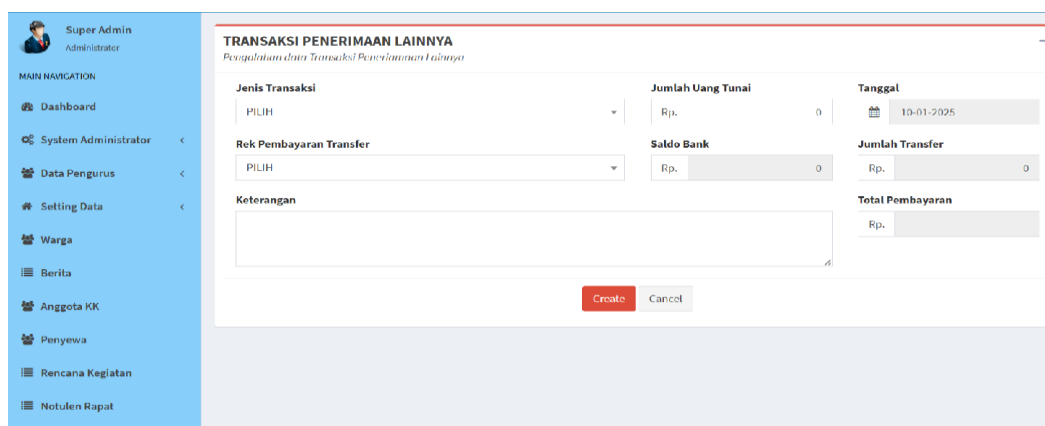 Super Admin
Administrator
MAIN NAVIGATION
Dashboard
System Administrator
Data Pengurus
Setting Data
Warga
Berita
Anggota KK
Penyewa
Rencana Kegiatan
Notulen Rapat
TRANSAKSI PENERIMAAN LAINNYA
Pengolahan data Transaksi Peneriamnan Lainnya
Jenis Transaksi
PILIH
Jumlah Uang Tunai
Rp. 0
Tanggal
10-01-2025
Rek Pembayaran Transfer
PILIH
Saldo Bank
Rp. 0
Jumlah Transfer
Rp. 0
Keterangan
Total Pembayaran
Rp.
Create Cancel